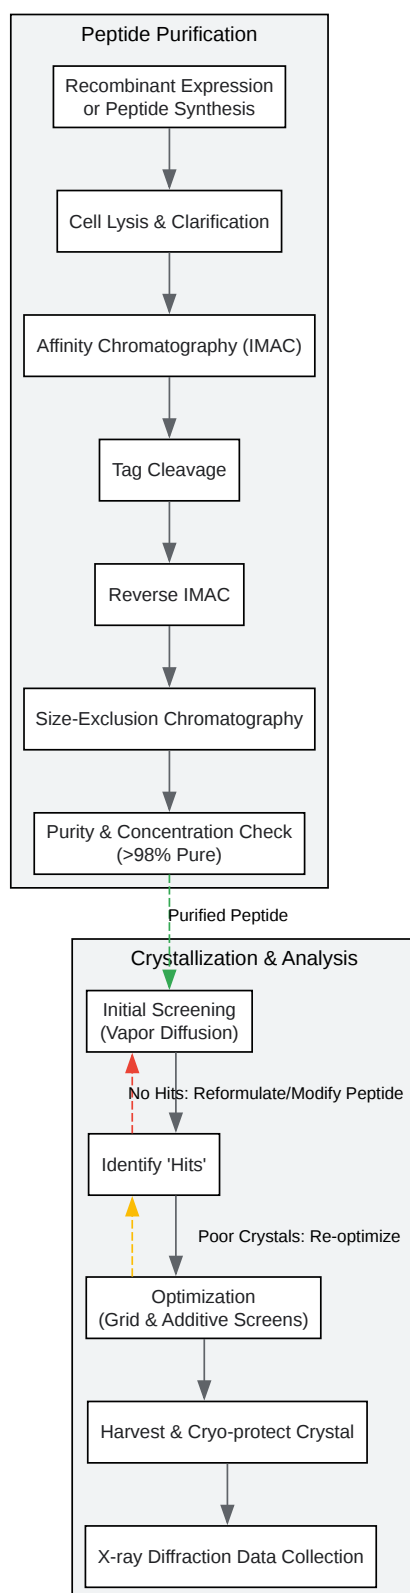 Peptide Purification
Recombinant Expression
or Peptide Synthesis
Cell Lysis & Clarification
Affinity Chromatography (IMAC)
Tag Cleavage
Reverse IMAC
Size-Exclusion Chromatography
Purity & Concentration Check
(>98% Pure)
Purified Peptide
Crystallization & Analysis
Initial Screening
(Vapor Diffusion)
No Hits: Reformulate/Modify Peptide
Identify 'Hits'
Poor Crystals: Re-optimize
Optimization
(Grid & Additive Screens)
Harvest & Cryo-protect Crystal
X-ray Diffraction Data Collection